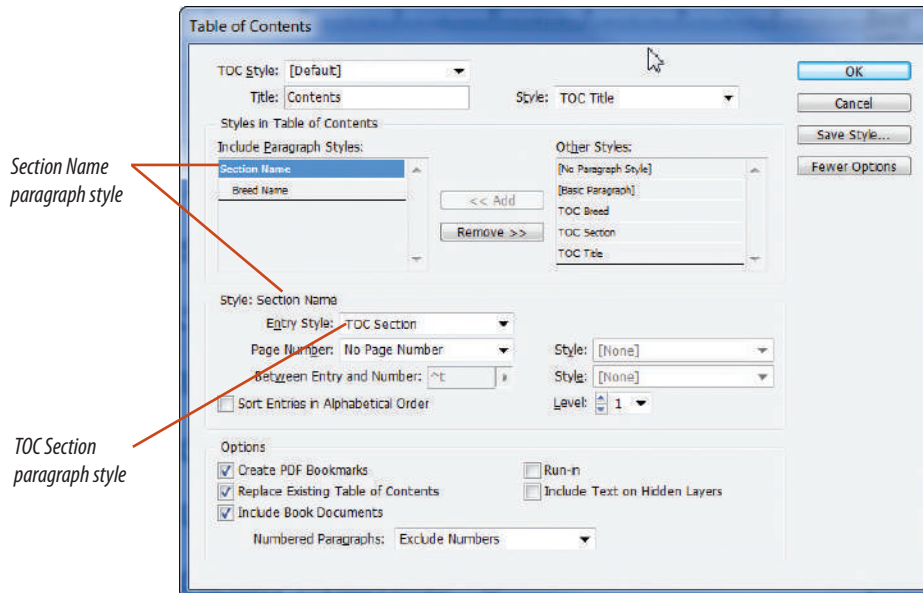 Table of Contents
TOC Style: [Default]
OK
Title: Contents Style: TOC Title
Cancel
Styles in Table of Contents
Save Style...
Include Paragraph Styles: Other Styles:
Section Name
paragraph style
Section Name [No Paragraph Style]
Fewer Options
Breed Name [Basic Paragraph]
<< Add TOC Breed
Remove >> TOC Section
TOC Title
Style: Section Name
Entry Style: TOC Section
Page Number: No Page Number Style: [None]
Between Entry and Number: ^t Style: [None]
Sort Entries in Alphabetical Order Level: 1
TOC Section
paragraph style
Options
Create PDF Bookmarks Run-in
Replace Existing Table of Contents Include Text on Hidden Layers
Include Book Documents
Numbered Paragraphs: Exclude Numbers